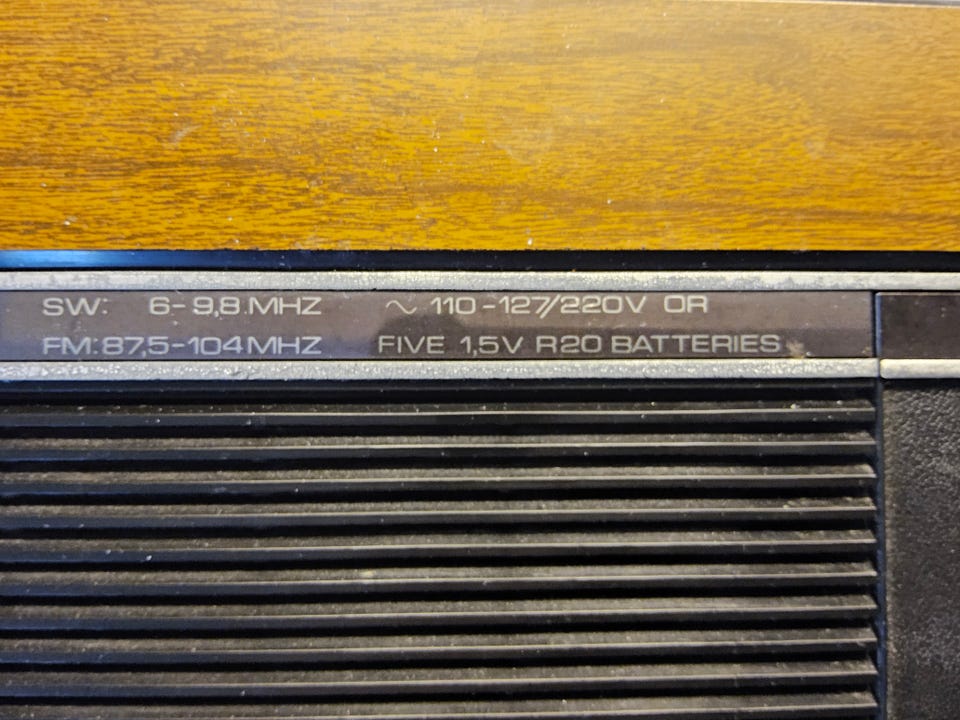 SW: 6-9,8 MHZ ~ 110-127/220V OR
FM: 87,5-104 MHZ FIVE 1,5V R20 BATTERIES